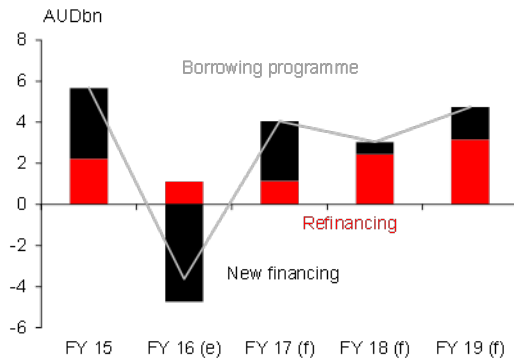 AUDbn
8
6
4
2
0
-2
-4
-6
Borrowing programme
Refinancing
New financing
FY 15 FY 16 (e) FY 17 (f) FY 18 (f) FY 19 (f)